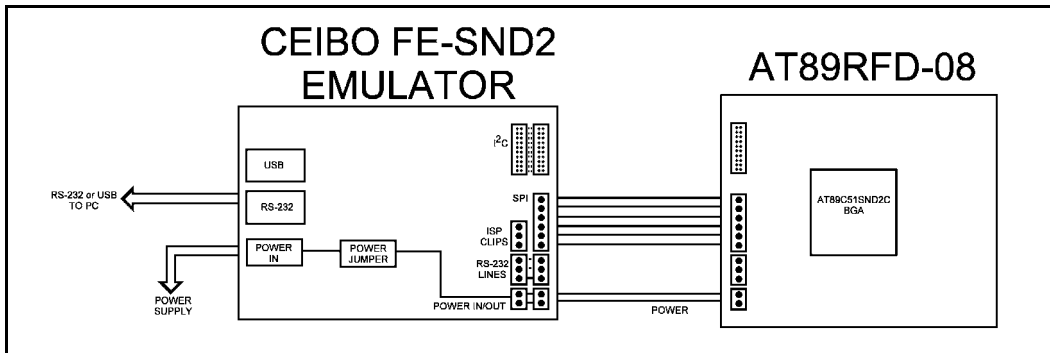 CEIBO FE-SND2
EMULATOR
AT89RFD-08
I²C
USB
RS-232 or USB
TO PC
RS-232
SPI
AT89C51SND2C
BGA
ISP
CLIPS
POWER
IN
POWER
JUMPER
RS-232
LINES
POWER
SUPPLY
POWER IN/OUT
POWER